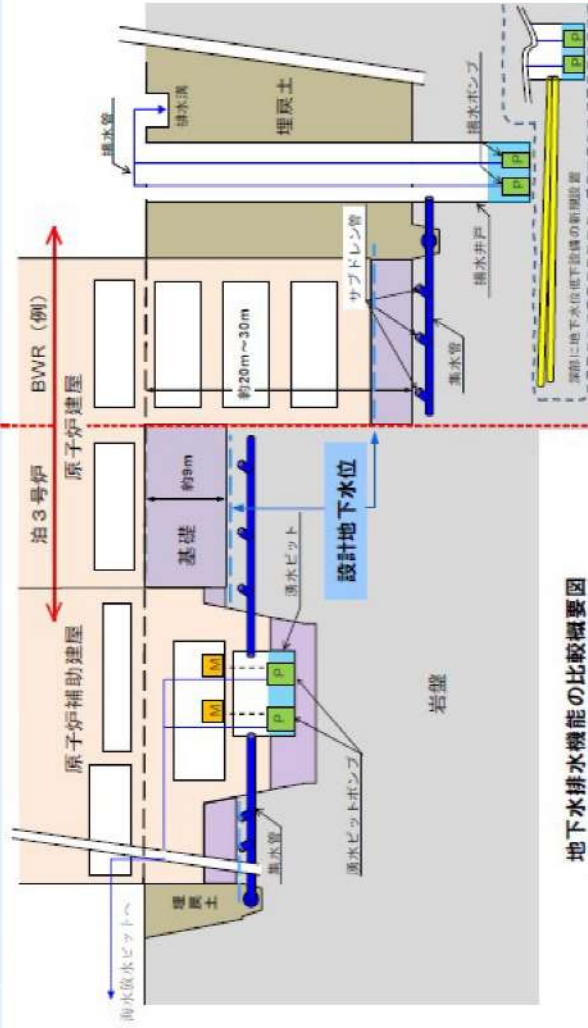 泊3号炉
BWR(例)
原子炉補助建屋
原子炉建屋
揚水管
排水溝
埋戻土
海水放水ピットへ
埋戻土
約9m
約20m~30m
基礎
M
M
P
P
P
P
P
P
サブドレン管
揚水ポンプ
集水管
設計地下水位
湧水ピット
集水管
揚水井戸
湧水ピットポンプ
岩盤
深部に地下水位低下設備の新規設置
地下水排水機能の比較概要図